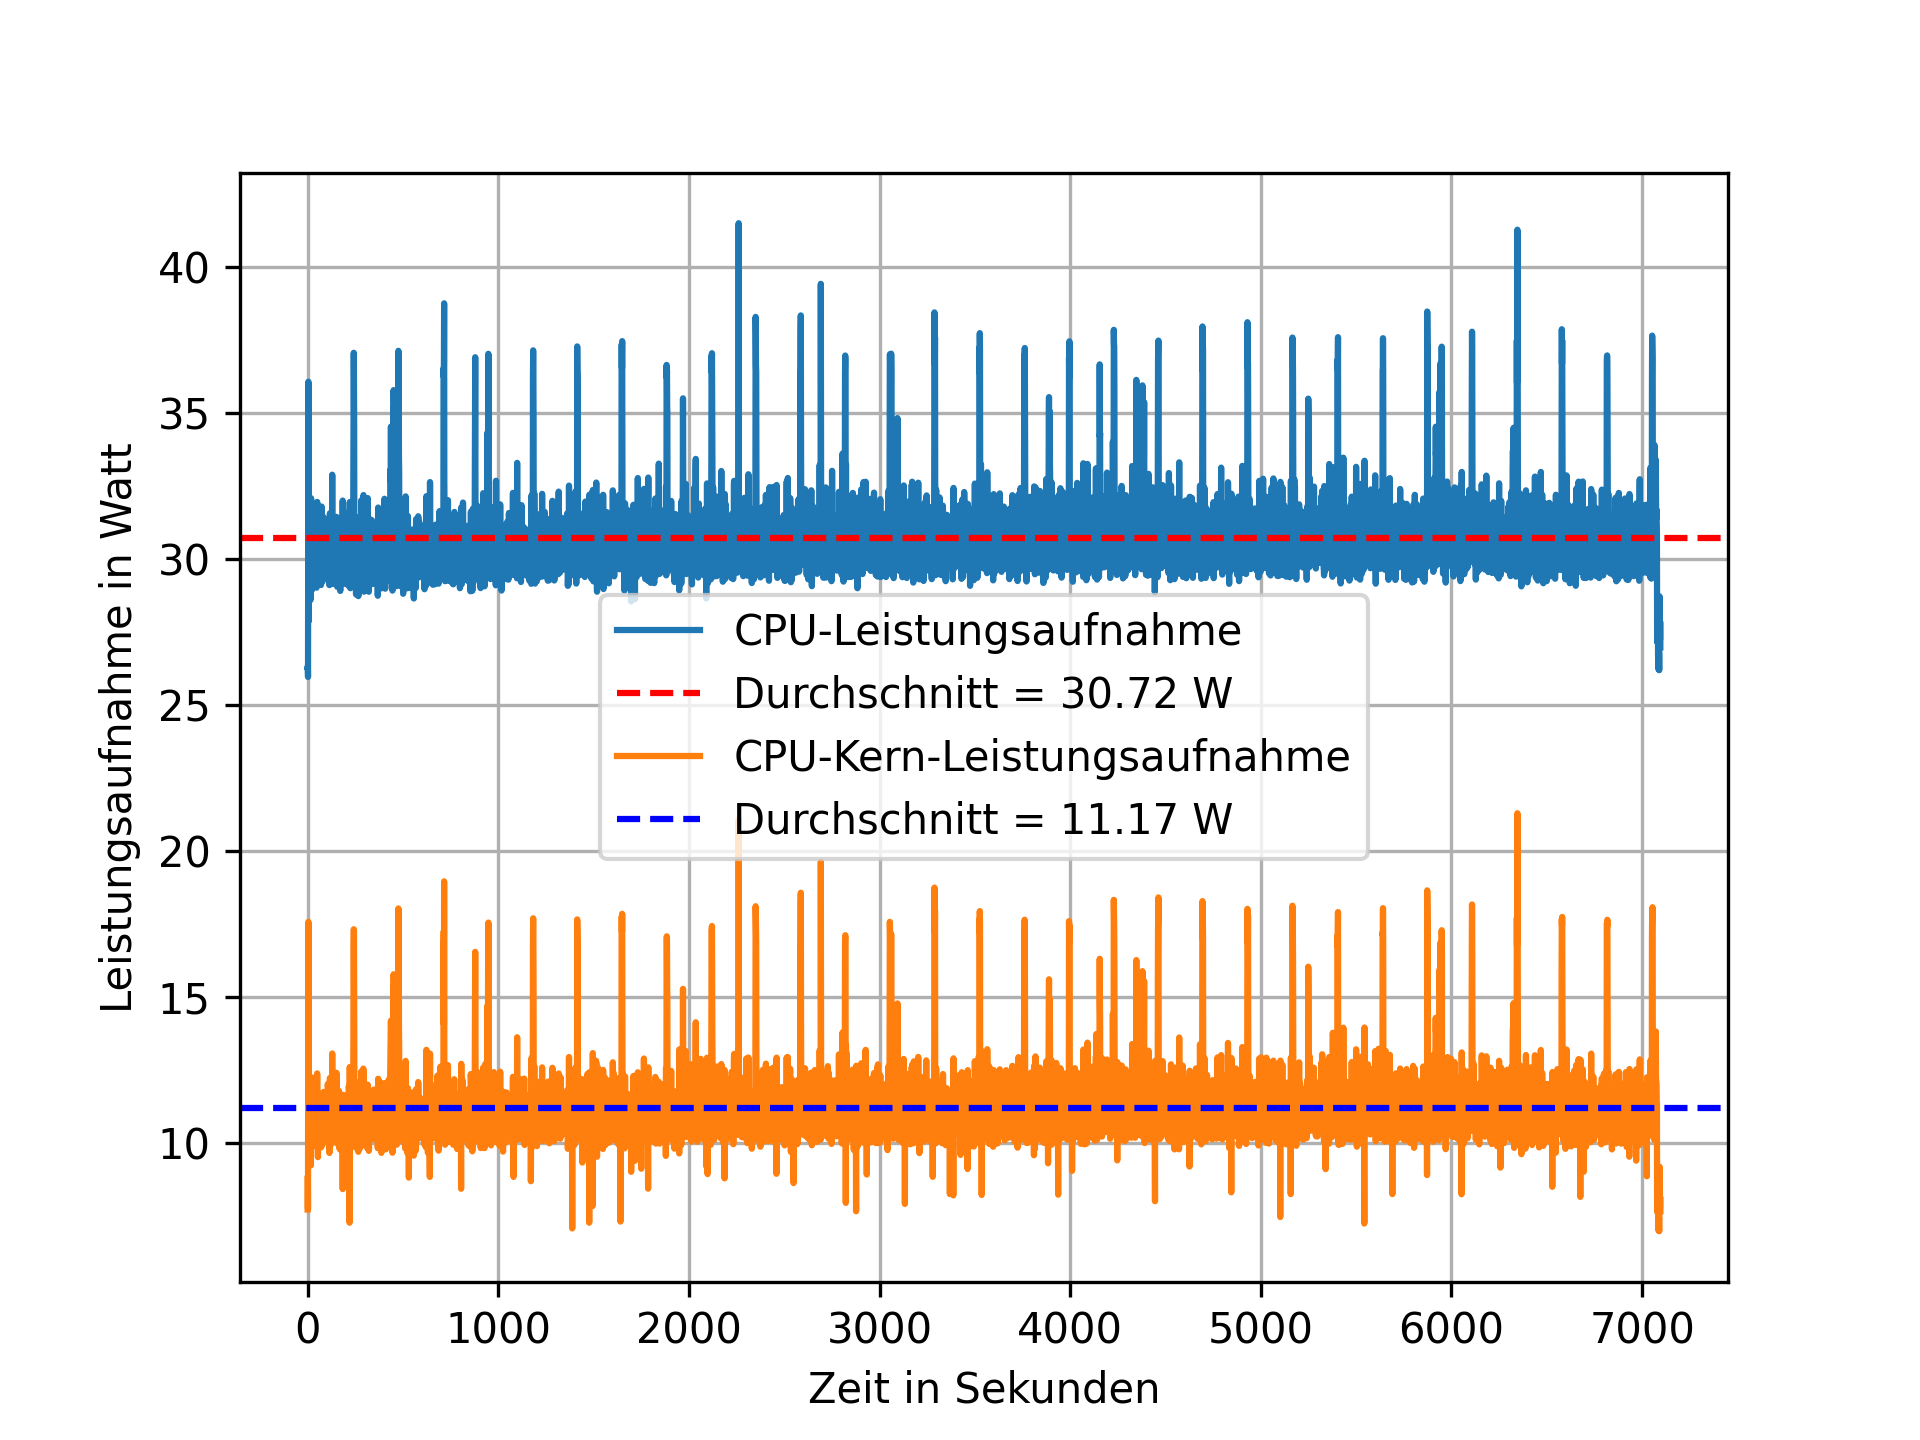 40
35
30
25
20
15
10
Leistungsaufnahme in Watt
CPU-Leistungsaufnahme
Durchschnitt = 30.72 W
CPU-Kern-Leistungsaufnahme
Durchschnitt = 11.17 W
0 1000 2000 3000 4000 5000 6000 7000
Zeit in Sekunden